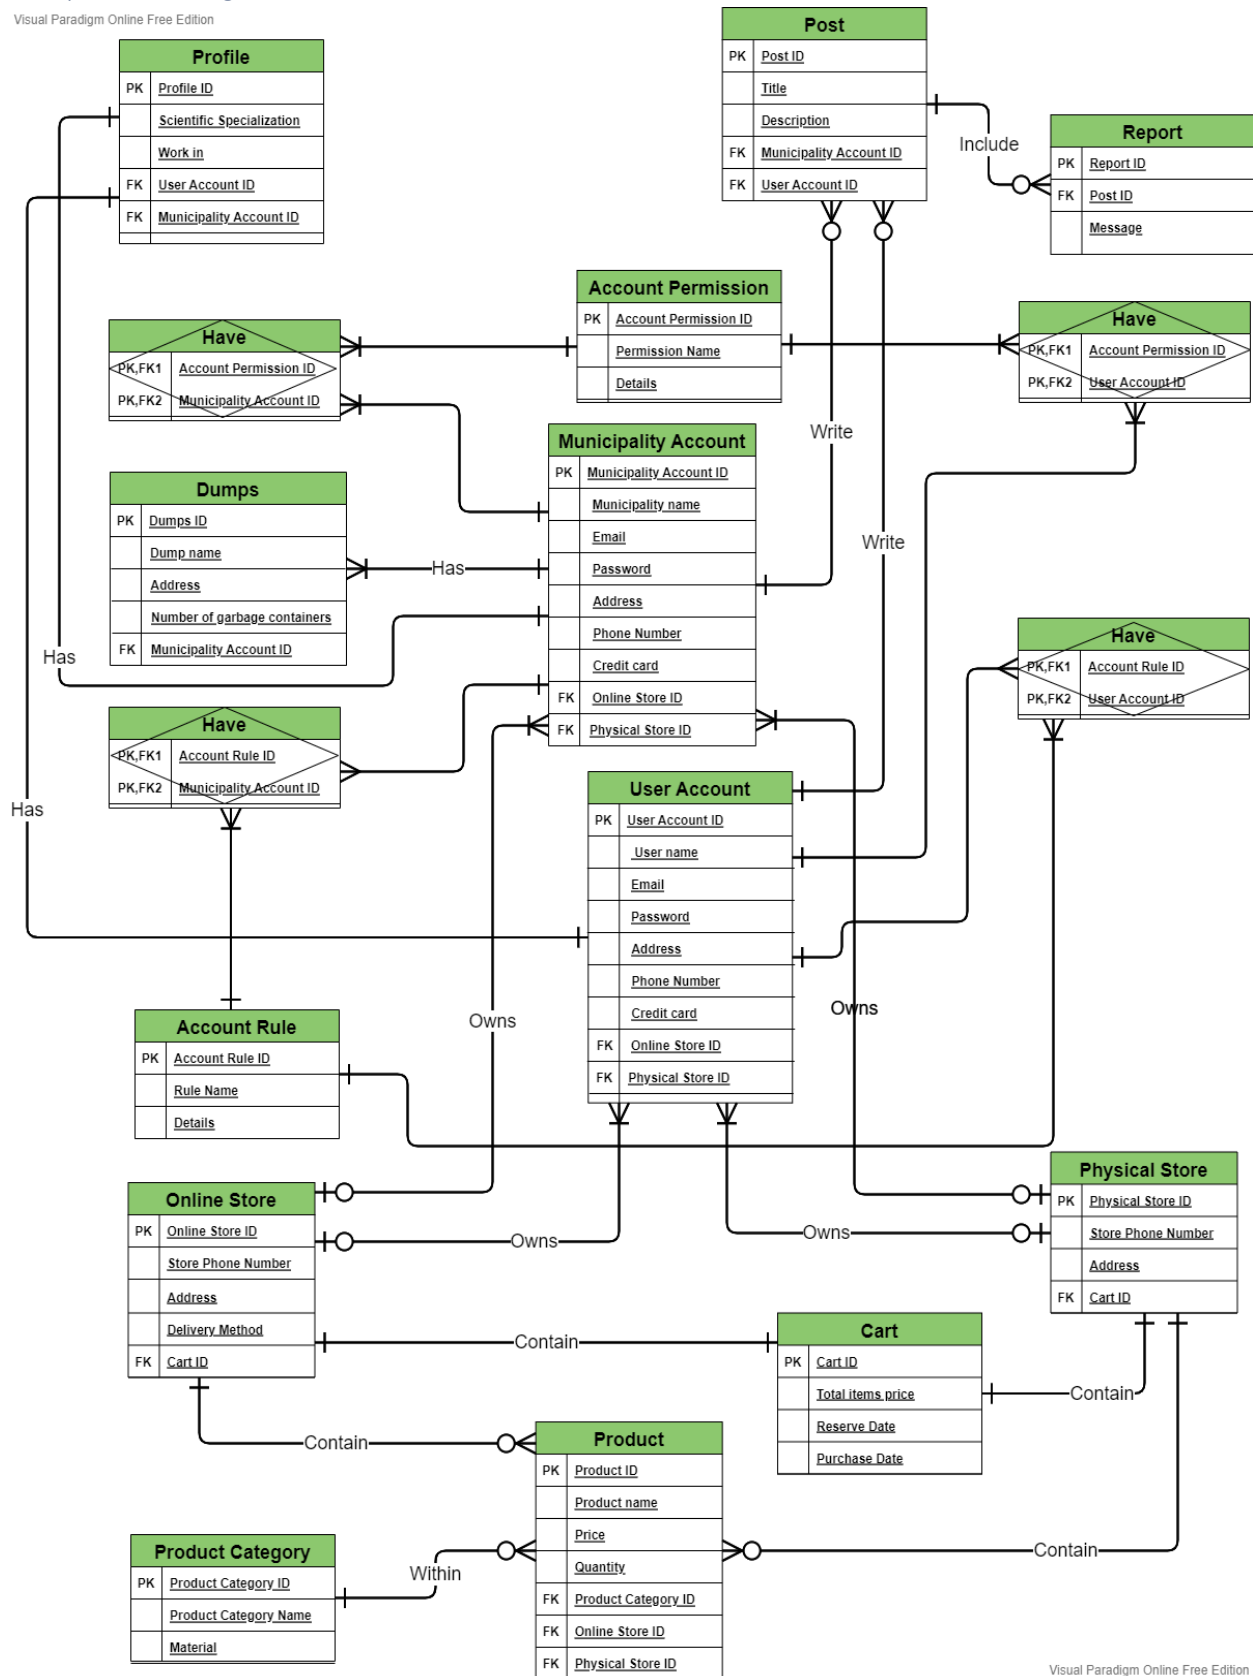 Visual Paradigm Online Free Edition
Profile
PK Profile ID
Scientific Specialization
Work in
FK User Account ID
FK Municipality Account ID
Post
PK Post ID
Title
Description
FK Municipality Account ID
FK User Account ID
Include
Report
PK Report ID
FK Post ID
Message
Account Permission
PK Account Permission ID
Permission Name
Details
Have
PK,FK1 Account Permission ID
PK,FK2 Municipality Account ID
Have
PK,FK1 Account Permission ID
PK,FK2 User Account ID
Write
Municipality Account
PK Municipality Account ID
Municipality name
Email
Password
Address
Phone Number
Credit card
FK Online Store ID
FK Physical Store ID
Dumps
PK Dumps ID
Dump name
Address
Number of garbage containers
FK Municipality Account ID
Has
Write
Has
Have
PK,FK1 Account Rule ID
PK,FK2 User Account ID
Have
PK,FK1 Account Rule ID
PK,FK2 Municipality Account ID
Has
User Account
PK User Account ID
User name
Email
Password
Address
Phone Number
Credit card
FK Online Store ID
FK Physical Store ID
Owns
Owns
Account Rule
PK Account Rule ID
Rule Name
Details
Online Store
PK Online Store ID
Store Phone Number
Address
Delivery Method
FK Cart ID
Owns
Owns
Physical Store
PK Physical Store ID
Store Phone Number
Address
FK Cart ID
Contain
Cart
PK Cart ID
Total items price
Reserve Date
Purchase Date
Contain
Contain
Product
PK Product ID
Product name
Price
Quantity
FK Product Category ID
FK Online Store ID
FK Physical Store ID
Contain
Within
Product Category
PK Product Category ID
Product Category Name
Material
Visual Paradigm Online Free Edition